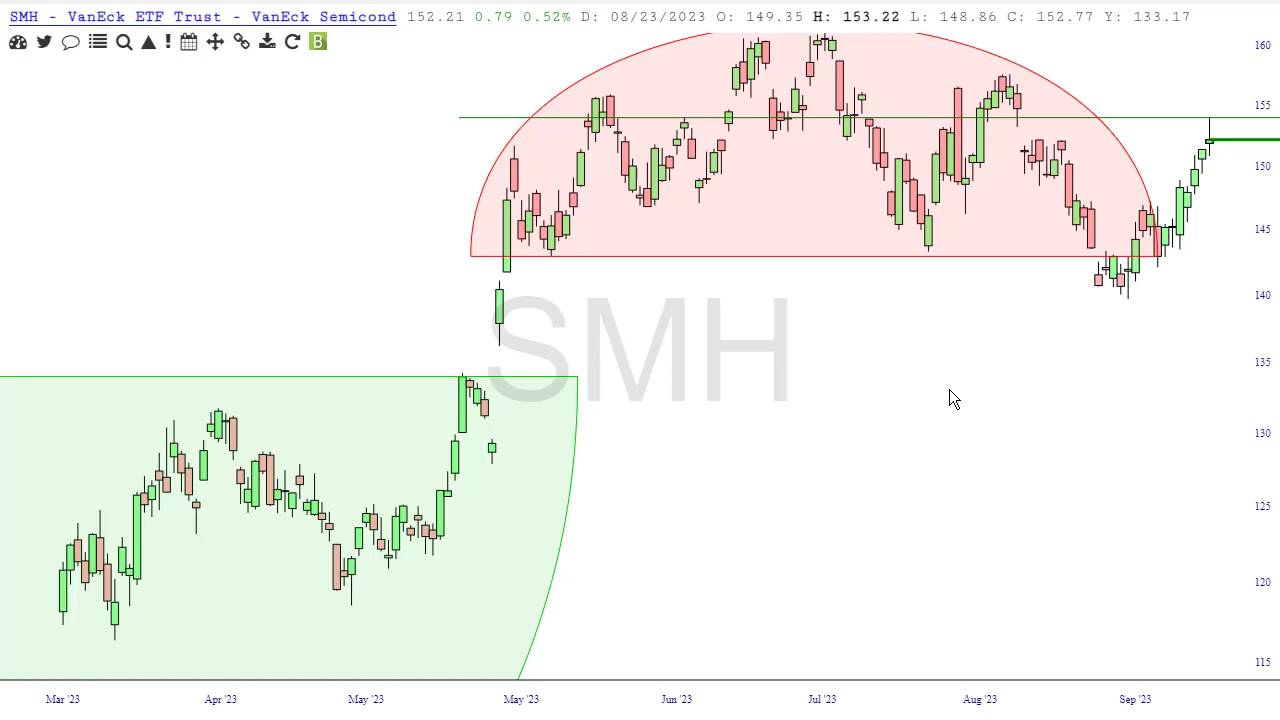 SMH - VanEck ETF Trust - VanEck Semicond 152.21 0.79 0.52% D: 08/23/2023 O: 149.35 H: 153.22 L: 148.86 C: 152.77 Y: 133.17
B
160
155
150
145
SMH
140
135
130
125
120
115
Mar '23 Apr '23 May '23 May '23 Jun '23 Jul '23 Aug '23 Sep '23